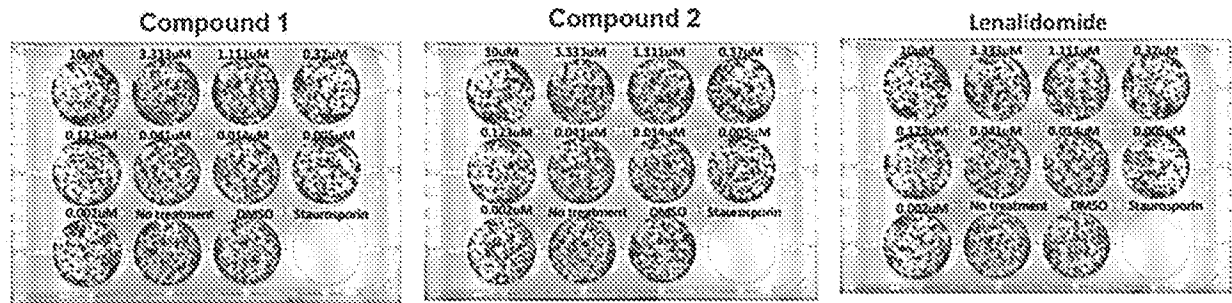 Compound 1
10uM 3.333uM 1.111uM 0.37uM
0.123uM 0.041uM 0.014uM 0.005uM
0.002uM No treatment DMSO Staurosporin
Compound 2
10uM 3.333uM 1.111uM 0.37uM
0.123uM 0.041uM 0.014uM 0.005uM
0.002uM No treatment DMSO Staurosporin
Lenalidomide
10uM 3.333uM 1.111uM 0.37uM
0.123uM 0.041uM 0.014uM 0.005uM
0.002uM No treatment DMSO Staurosporin